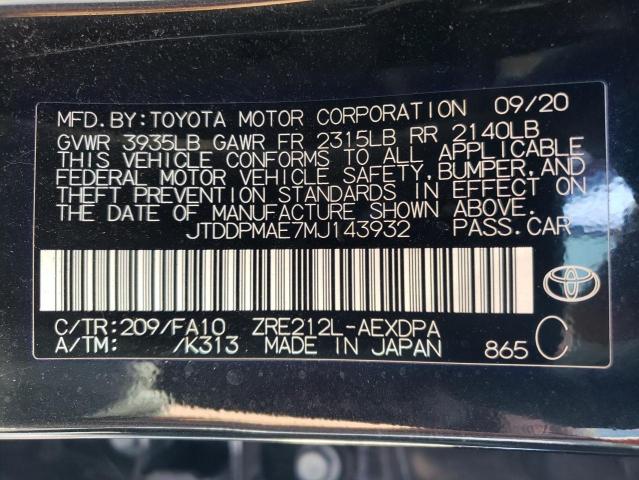 MFD.BY:TOYOTA MOTOR CORPORATION 09/20
GVWR 3935LB GAWR FR 2315LB RR 2140LB
THIS VEHICLE CONFORMS TO ALL APPLICABLE
FEDERAL MOTOR VEHICLE SAFETY,BUMPER,AND
THEFT PREVENTION STANDARDS IN EFFECT ON
THE DATE OF MANUFACTURE SHOWN ABOVE.
JTDDPMAE7MJ143932 PASS.CAR
C/TR:209/FA10 ZRE212L-AEXDPA
A/TM: /K313 MADE IN JAPAN 865 C